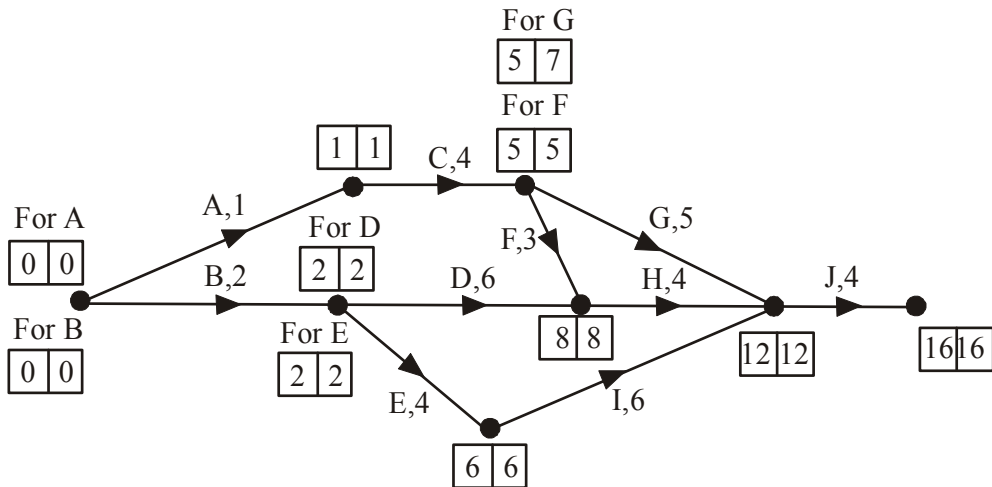 For G
5 7
For F
5 5
1 1
C,4
For A
0 0
A,1
For D
2 2
G,5
F,3
B,2
D,6
H,4
J,4
For B
0 0
For E
2 2
8 8
12 12
16 16
E,4
I,6
6 6